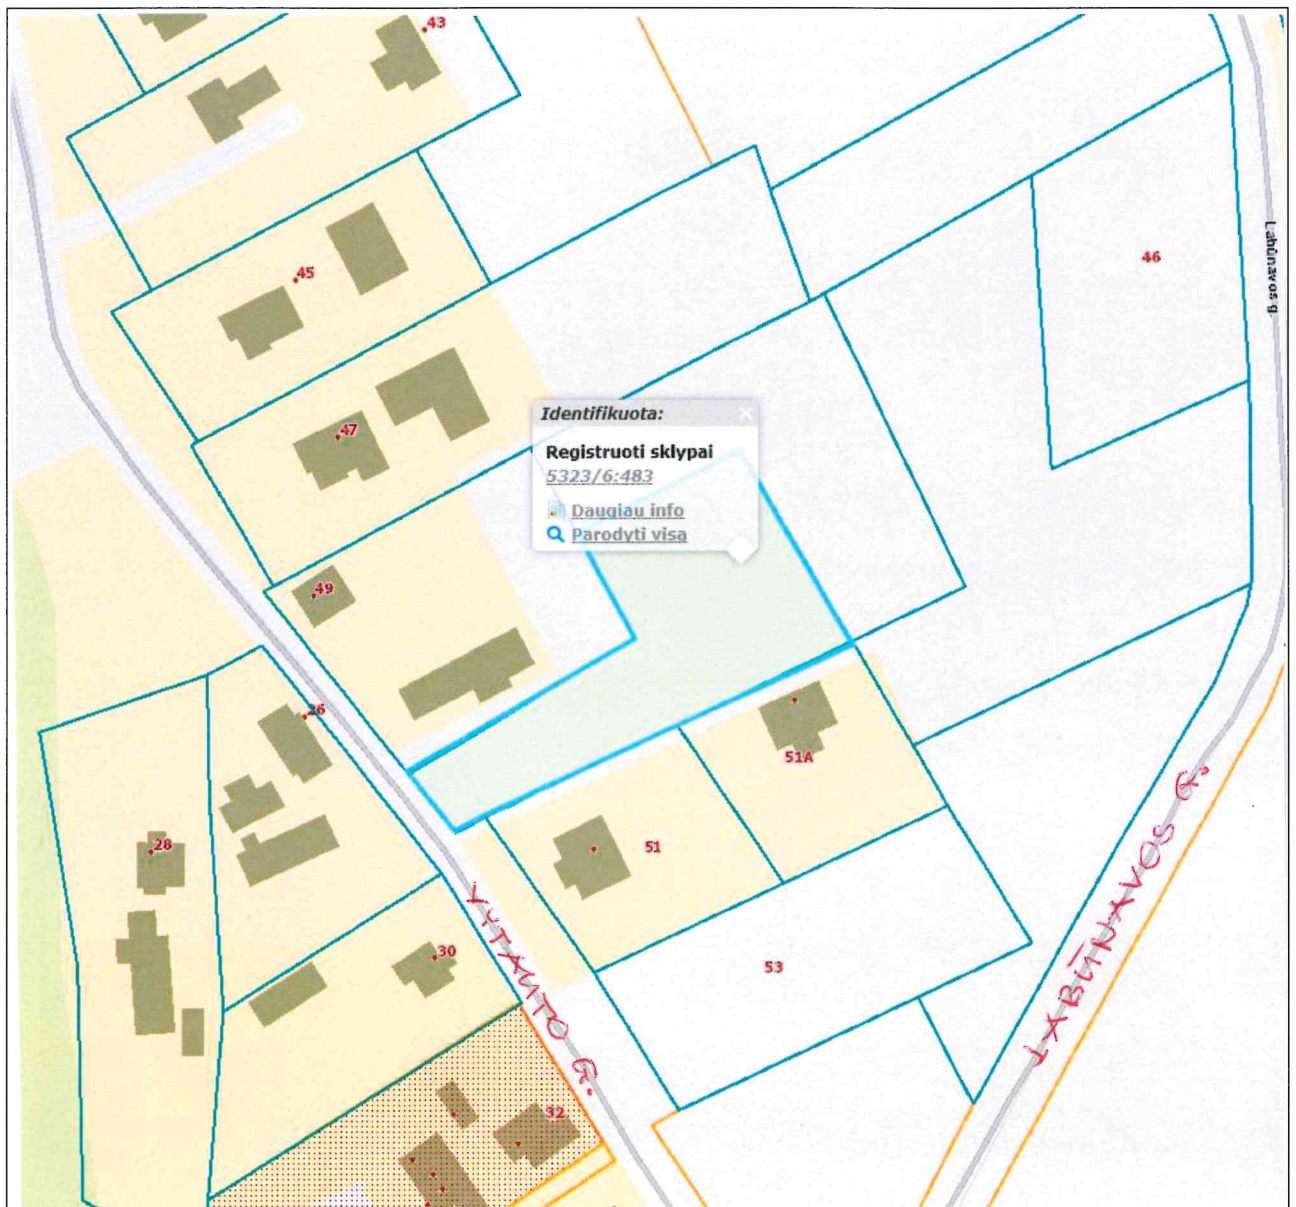 43
45
46
Labūnavos g.
Identifikuota:
Registruoti sklypai
5323/6:483
Daugiau info
Parodyti visą
47
49
26
51A
28
51
30
53
32
VYTAUTO G.
LABŪNAVOS G.